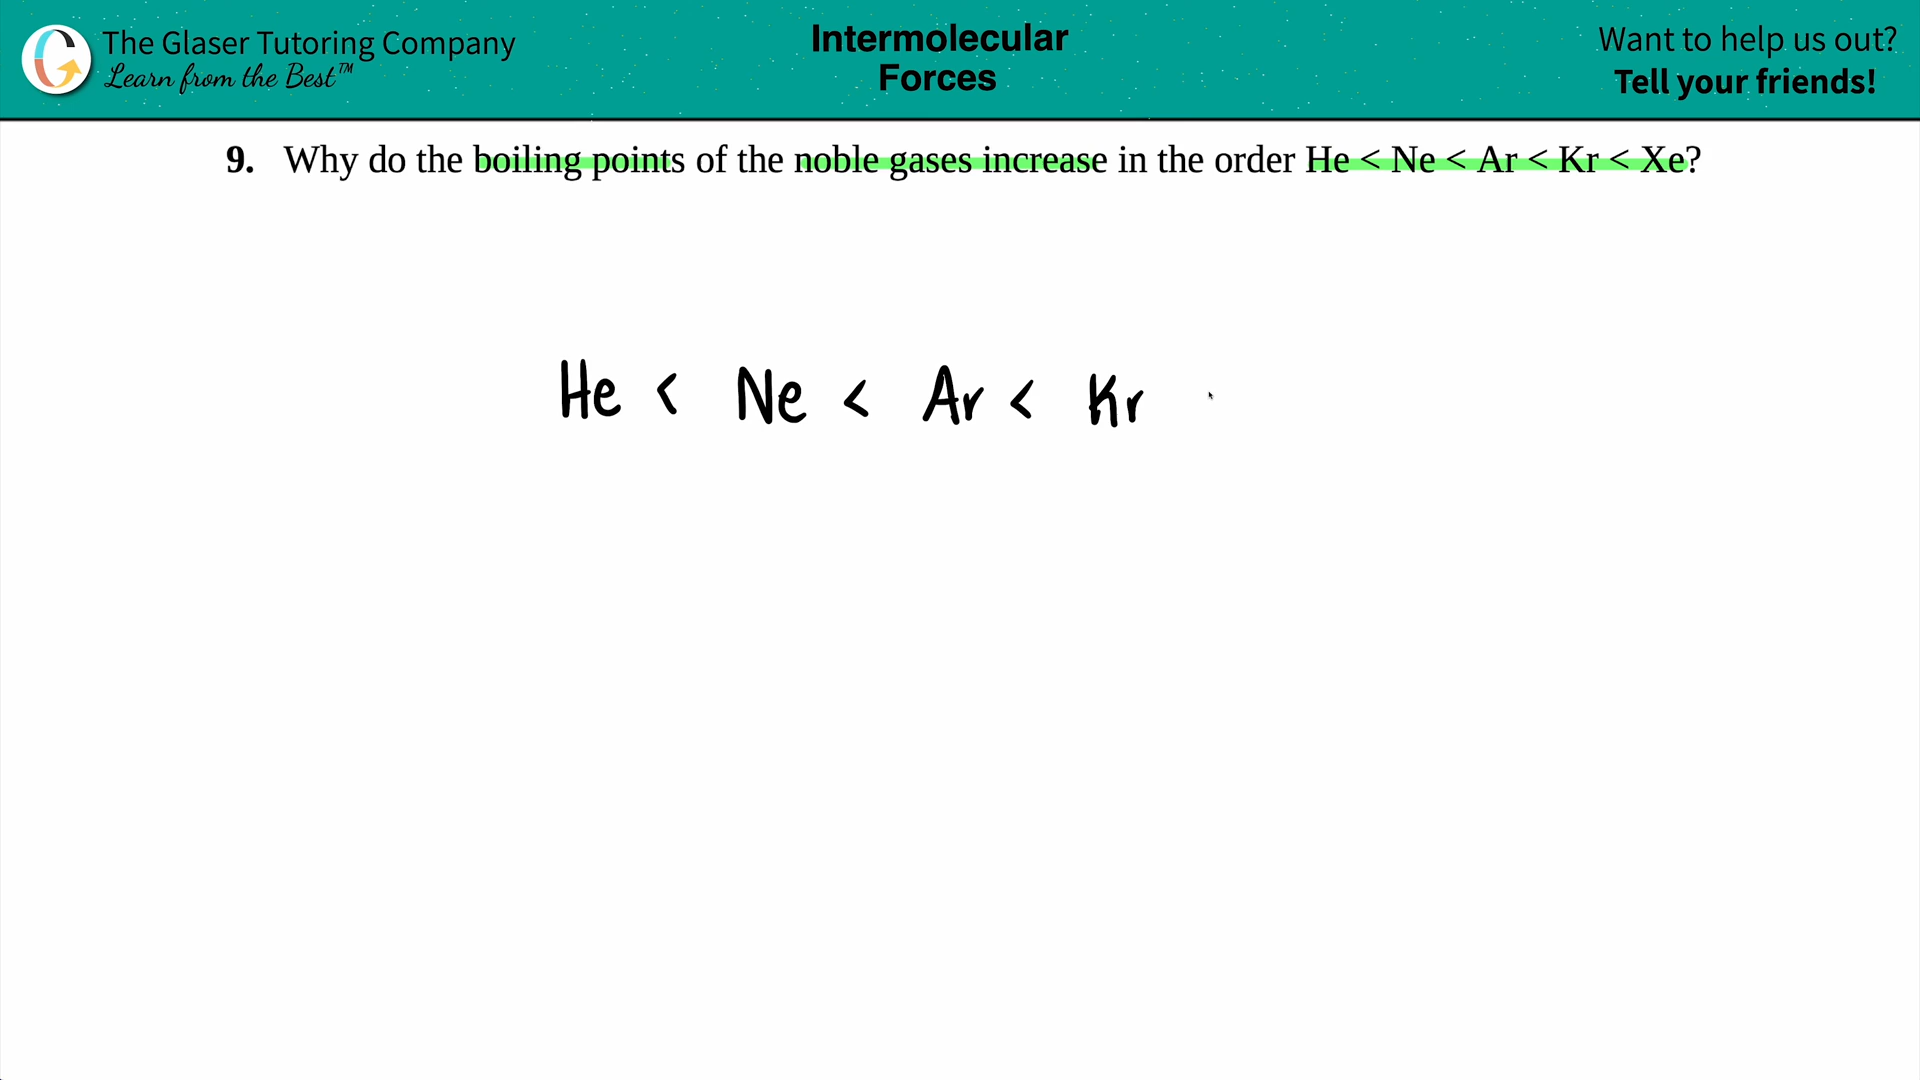 The Glaser Tutoring Company
Learn from the Best™
Intermolecular
Forces
Want to help us out?
Tell your friends!
9. Why do the boiling points of the noble gases increase in the order He < Ne < Ar < Kr < Xe?
He < Ne < Ar < Kr